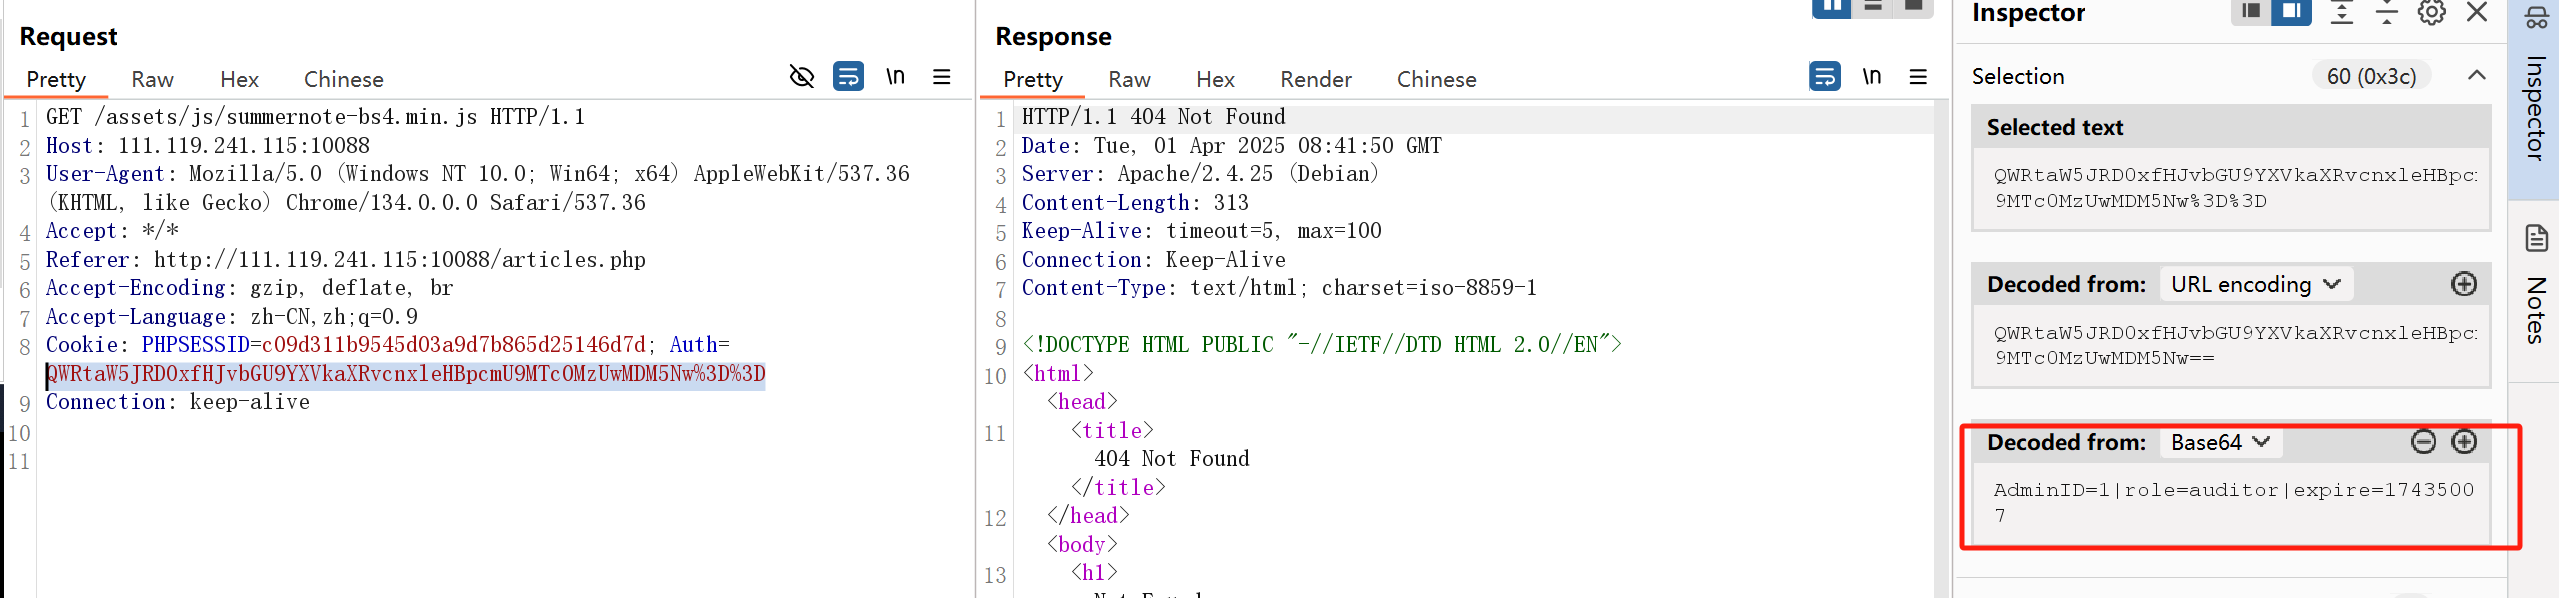 Request
Pretty Raw Hex Chinese
\n
1 GET /assets/js/summernote-bs4.min.js HTTP/1.1
2 Host: 111.119.241.115:10088
3 User-Agent: Mozilla/5.0 (Windows NT 10.0; Win64; x64) AppleWebKit/537.36
(KHTML, like Gecko) Chrome/134.0.0.0 Safari/537.36
4 Accept: */*
5 Referer: http://111.119.241.115:10088/articles.php
6 Accept-Encoding: gzip, deflate, br
7 Accept-Language: zh-CN,zh;q=0.9
8 Cookie: PHPSESSID=c09d311b9545d03a9d7b865d25146d7d; Auth=
QWRtaW5JRD0xfHJvbGU9YXVkaXRvcnxleHBpcmU9MTc0MzUwMDM5Nw%3D%3D
9 Connection: keep-alive
10
11
Response
Pretty Raw Hex Render Chinese
\n
1 HTTP/1.1 404 Not Found
2 Date: Tue, 01 Apr 2025 08:41:50 GMT
3 Server: Apache/2.4.25 (Debian)
4 Content-Length: 313
5 Keep-Alive: timeout=5, max=100
6 Connection: Keep-Alive
7 Content-Type: text/html; charset=iso-8859-1
8
9 <!DOCTYPE HTML PUBLIC "-//IETF//DTD HTML 2.0//EN">
10 <html>
<head>
11 <title>
404 Not Found
</title>
12 </head>
<body>
13 <h1>
Not Found
Inspector
Selection 60 (0x3c)
Selected text
QWRtaW5JRD0xfHJvbGU9YXVkaXRvcnxleHBpc
9MTc0MzUwMDM5Nw%3D%3D
Decoded from: URL encoding
QWRtaW5JRD0xfHJvbGU9YXVkaXRvcnxleHBpc
9MTc0MzUwMDM5Nw==
Decoded from: Base64
AdminID=1|role=auditor|expire=1743500
7
Inspector
Notes